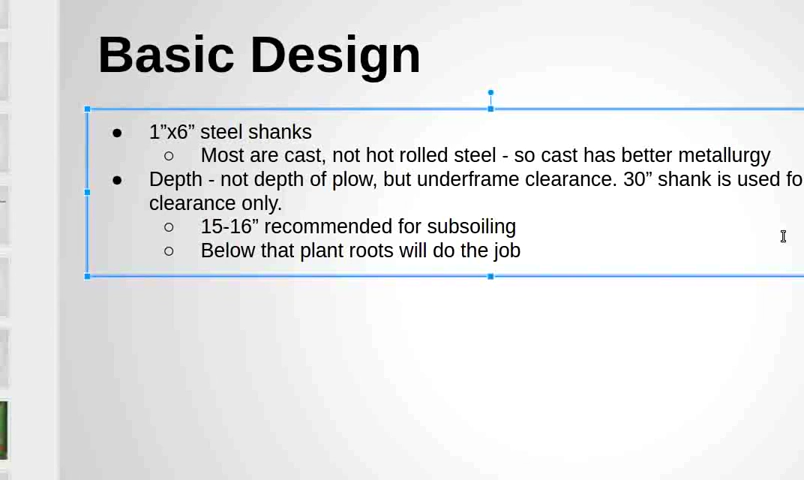 Basic Design
● 1”x6” steel shanks
○ Most are cast, not hot rolled steel - so cast has better metallurgy
● Depth - not depth of plow, but underframe clearance. 30” shank is used
clearance only.
○ 15-16” recommended for subsoiling
○ Below that plant roots will do the job